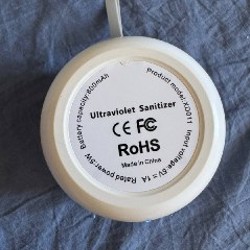 Ultraviolet Sanitizer
CE FC
RoHS
Made in China
Rated power:5W Battery capacity:800mAh
Product model:XD011 Input voltage:5V=1A